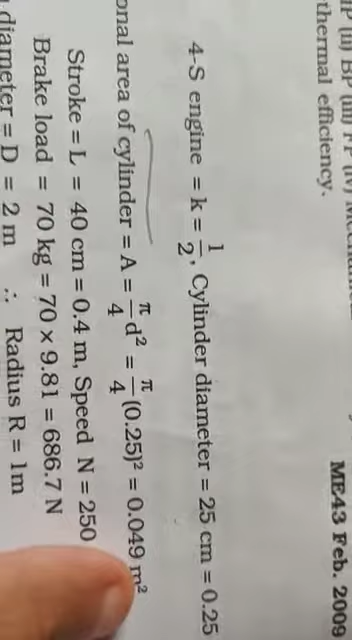 ME43 Feb. 2009
IP (ii) BP (iii) FP (iv)
thermal efficiency.
4-S engine = k = 1/2, Cylinder diameter = 25 cm = 0.25
onal area of cylinder = A = π/4 d² = π/4 (0.25)² = 0.049 m²
Stroke = L = 40 cm = 0.4 m, Speed N = 250
Brake load = 70 kg = 70 × 9.81 = 686.7 N
diameter = D = 2 m ∴ Radius R = 1m